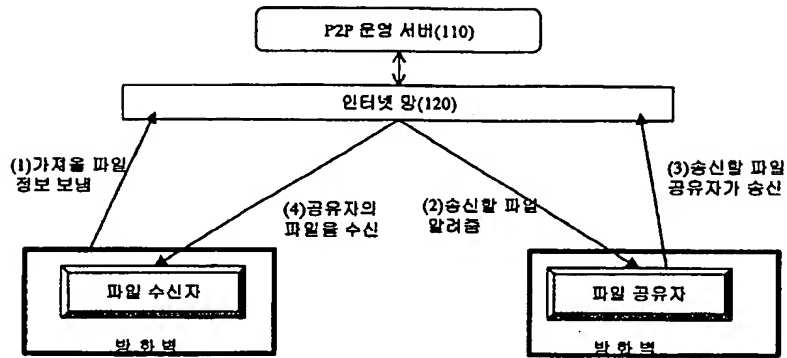 P2P 운영 서버(110)
인터넷 망(120)
(1)가져올 파일
정보 보냄
(4)공유자의
파일을 수신
(2)송신할 파일
알려줌
(3)송신할 파일
공유자가 송신
파일 수신자
방 화 벽
파일 공유자
방 화 벽